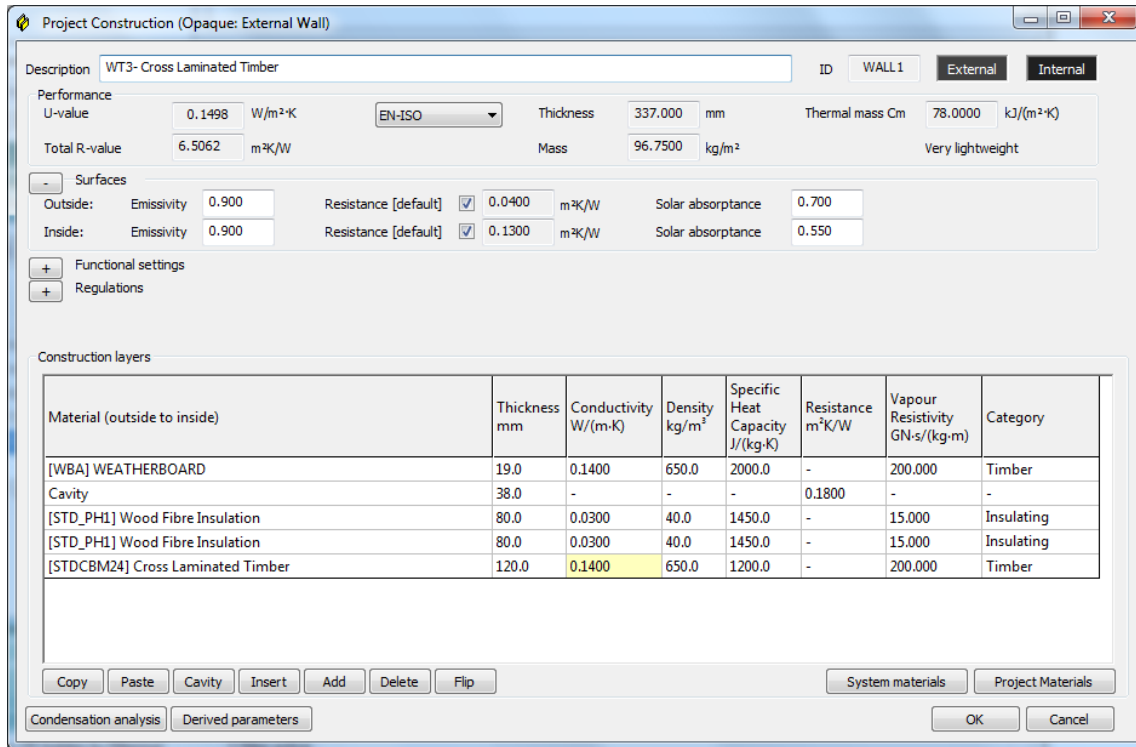 Project Construction (Opaque: External Wall)
Description WT3- Cross Laminated Timber ID WALL1 External Internal
Performance
U-value 0.1498 W/m²·K EN-ISO Thickness 337.000 mm Thermal mass Cm 78.0000 kJ/(m²·K)
Total R-value 6.5062 m²K/W Mass 96.7500 kg/m² Very lightweight
- Surfaces
Outside: Emissivity 0.900 Resistance [default] 0.0400 m²K/W Solar absorptance 0.700
Inside: Emissivity 0.900 Resistance [default] 0.1300 m²K/W Solar absorptance 0.550
+ Functional settings
+ Regulations
Construction layers
Material (outside to inside) Thickness mm Conductivity W/(m·K) Density kg/m³ Specific Heat Capacity J/(kg·K) Resistance m²K/W Vapour Resistivity GN·s/(kg·m) Category
[WBA] WEATHERBOARD 19.0 0.1400 650.0 2000.0 - 200.000 Timber
Cavity 38.0 - - - 0.1800 - -
[STD_PH1] Wood Fibre Insulation 80.0 0.0300 40.0 1450.0 - 15.000 Insulating
[STD_PH1] Wood Fibre Insulation 80.0 0.0300 40.0 1450.0 - 15.000 Insulating
[STDCBM24] Cross Laminated Timber 120.0 0.1400 650.0 1200.0 - 200.000 Timber
Copy Paste Cavity Insert Add Delete Flip System materials Project Materials
Condensation analysis Derived parameters OK Cancel